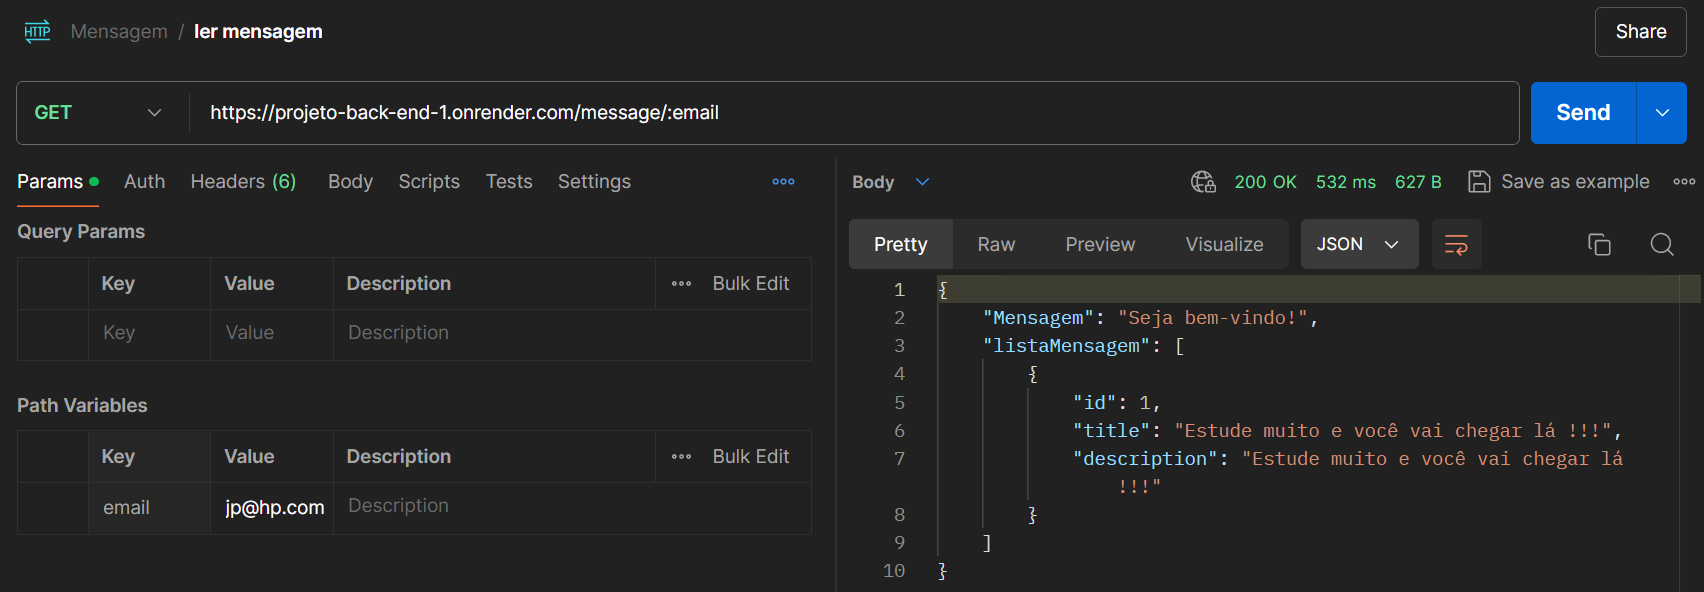 HTTP Mensagem / ler mensagem Share
GET https://projeto-back-end-1.onrender.com/message/:email Send
Params Auth Headers (6) Body Scripts Tests Settings
Query Params
Key Value Description Bulk Edit
Key Value Description
Path Variables
Key Value Description Bulk Edit
email jp@hp.com Description
Body 200 OK 532 ms 627 B Save as example
Pretty Raw Preview Visualize JSON
1 {
2 "Mensagem": "Seja bem-vindo!",
3 "listaMensagem": [
4 {
5 "id": 1,
6 "title": "Estude muito e você vai chegar lá !!!",
7 "description": "Estude muito e você vai chegar lá
!!!"
8 }
9 ]
10 }